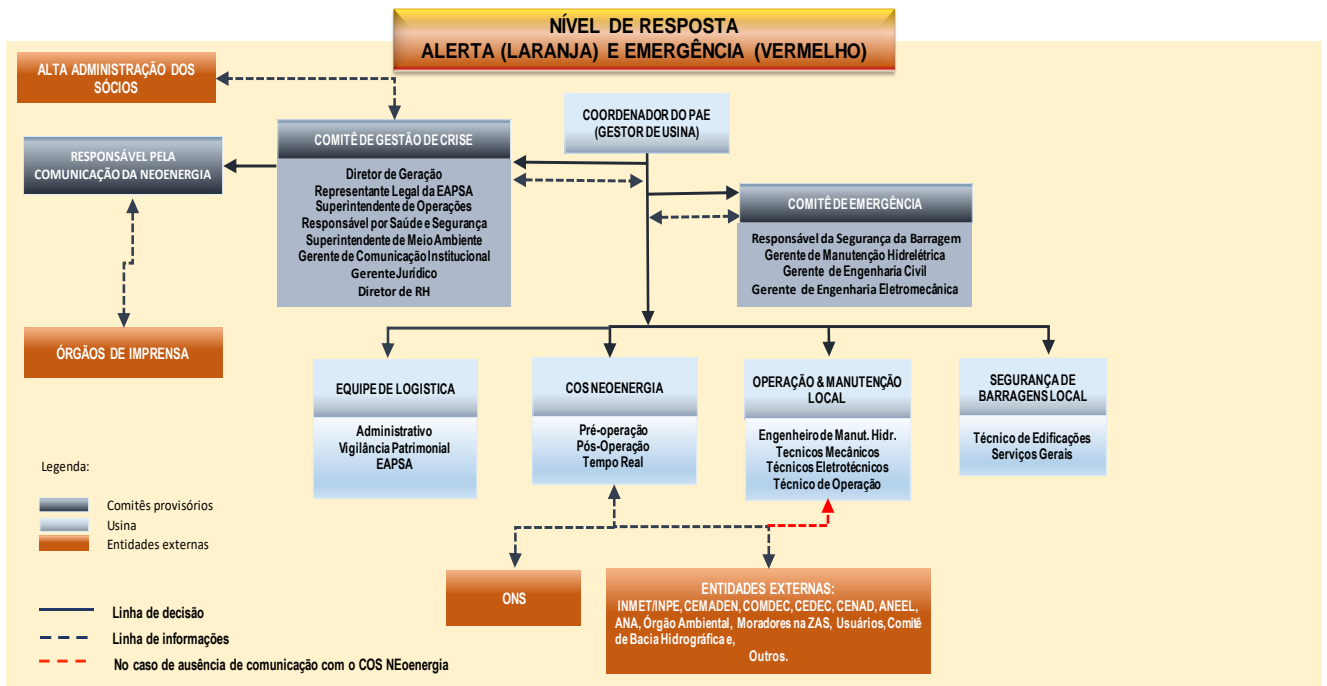 NÍVEL DE RESPOSTA
ALERTA (LARANJA) E EMERGÊNCIA (VERMELHO)
ALTA ADMINISTRAÇÃO DOS
SÓCIOS
RESPONSÁVEL PELA
COMUNICAÇÃO DA NEOENERGIA
ÓRGÃOS DE IMPRENSA
COMITÊ DE GESTÃO DE CRISE
Diretor de Geração
Representante Legal da EAPSA
Superintendente de Operações
Responsável por Saúde e Segurança
Superintendente de Meio Ambiente
Gerente de Comunicação Institucional
Gerente Jurídico
Diretor de RH
COORDENADOR DO PAE
(GESTOR DE USINA)
COMITÊ DE EMERGÊNCIA
Responsável da Segurança da Barragem
Gerente de Manutenção Hidrelétrica
Gerente de Engenharia Civil
Gerente de Engenharia Eletromecânica
EQUIPE DE LOGISTICA
Administrativo
Vigilância Patrimonial
EAPSA
COS NEOENERGIA
Pré-operação
Pós-Operação
Tempo Real
OPERAÇÃO & MANUTENÇÃO
LOCAL
Engenheiro de Manut. Hidr.
Tecnicos Mecânicos
Técnicos Eletrotécnicos
Técnico de Operação
SEGURANÇA DE
BARRAGENS LOCAL
Técnico de Edificações
Serviços Gerais
ONS
ENTIDADES EXTERNAS:
INMET/INPE, CEMADEN, COMDEC, CEDEC, CENAD, ANEEL,
ANA, Órgão Ambiental, Moradores na ZAS, Usuários, Comitê
de Bacia Hidrográfica e,
Outros.
Legenda:
Comitês provisórios
Usina
Entidades externas
Linha de decisão
Linha de informações
No caso de ausência de comunicação com o COS NEoenergia